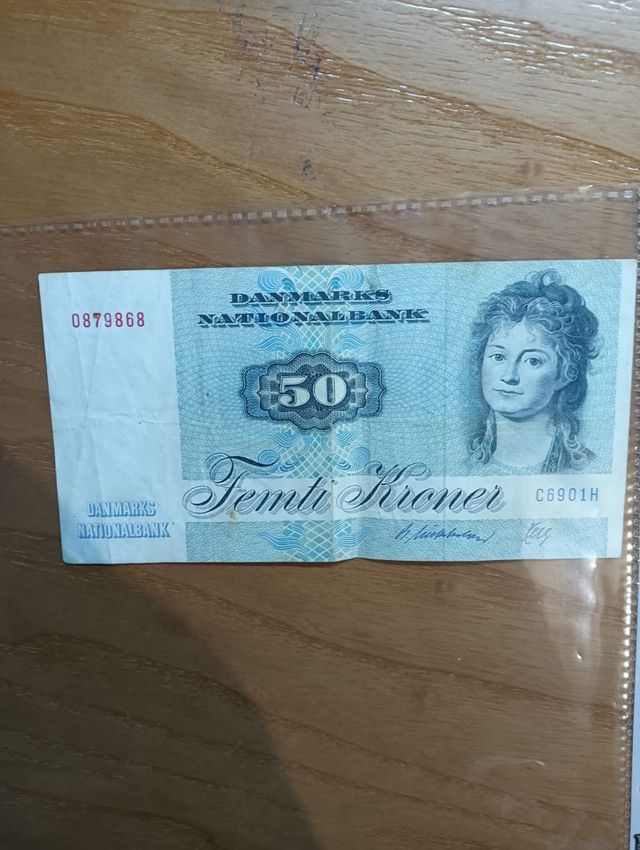 0879868
DANMARKS
NATIONALBANK
50
Femti Kroner
C6901H
DANMARKS
NATIONALBANK